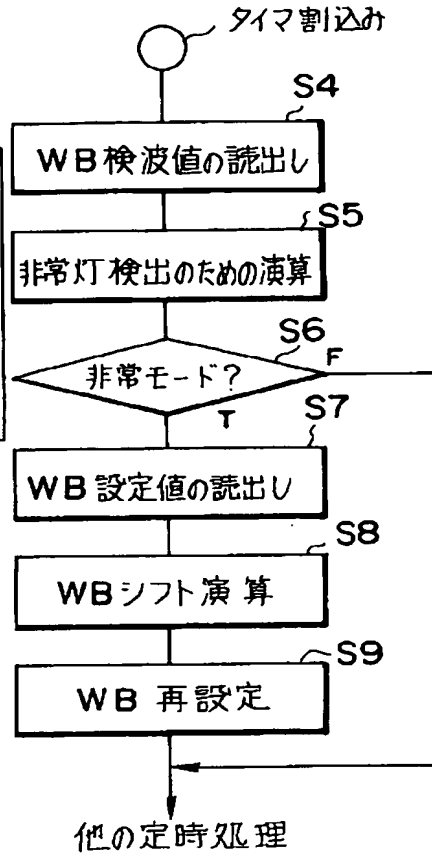 タイマ割込み
S4
WB検波値の読出し
S5
非常灯検出のための演算
S6
非常モード?
F
T
S7
WB設定値の読出し
S8
WBシフト演算
S9
WB 再設定
他の定時処理